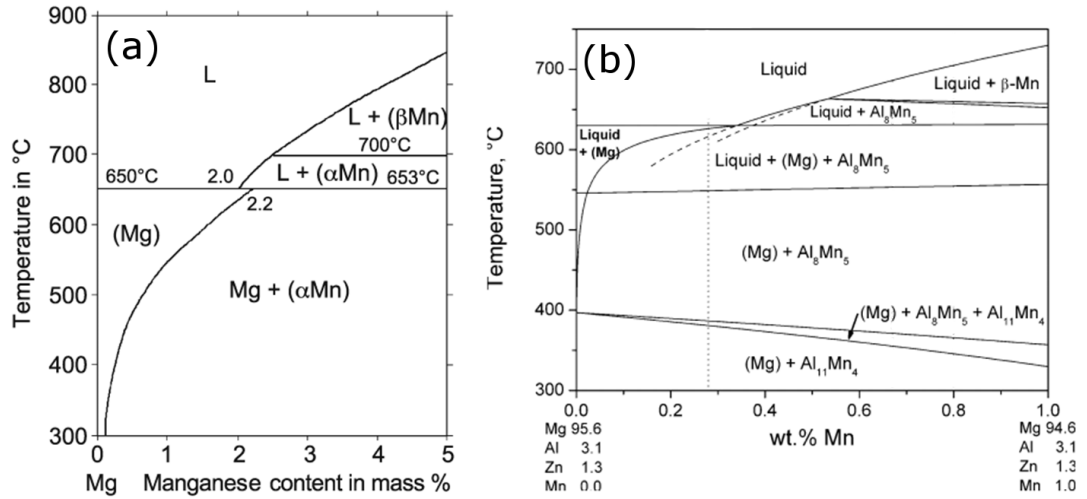 (a)
900
800
700
600
500
400
300
Temperature in °C
L
L + (βMn)
700°C
L + (αMn) 653°C
650°C
2.0
2.2
(Mg)
Mg + (αMn)
0 1 2 3 4 5
Mg Manganese content in mass %
(b)
700
600
500
400
300
Temperature, °C
Liquid
Liquid + β-Mn
Liquid + Al8Mn5
Liquid
+ (Mg)
Liquid + (Mg) + Al8Mn5
(Mg) + Al8Mn5
(Mg) + Al8Mn5 + Al11Mn4
(Mg) + Al11Mn4
0.0 0.2 0.4 0.6 0.8 1.0
wt.% Mn
Mg 95.6
Al 3.1
Zn 1.3
Mn 0.0
Mg 94.6
Al 3.1
Zn 1.3
Mn 1.0